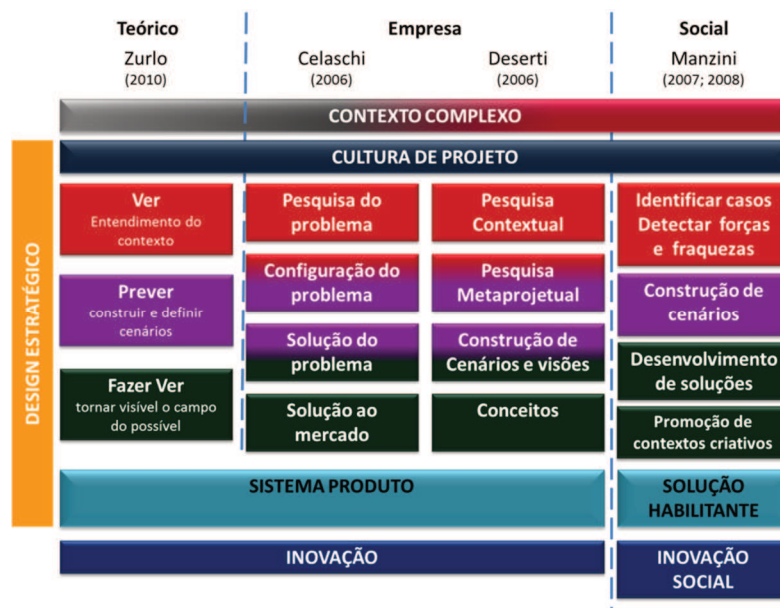 Teórico
Empresa
Social
Zurlo
(2010)
Celaschi
(2006)
Deserti
(2006)
Manzini
(2007; 2008)
CONTEXTO COMPLEXO
DESIGN ESTRATÉGICO
CULTURA DE PROJETO
Ver
Entendimento do
contexto
Prever
construir e definir
cenários
Fazer Ver
tornar visível o campo
do possível
Pesquisa do
problema
Configuração do
problema
Solução do
problema
Solução ao
mercado
Pesquisa
Contextual
Pesquisa
Metaprojetual
Construção de
Cenários e visões
Conceitos
Identificar casos
Detectar forças
e fraquezas
Construção de
cenários
Desenvolvimento
de soluções
Promoção de
contextos criativos
SISTEMA PRODUTO
SOLUÇÃO
HABILITANTE
INOVAÇÃO
INOVAÇÃO
SOCIAL